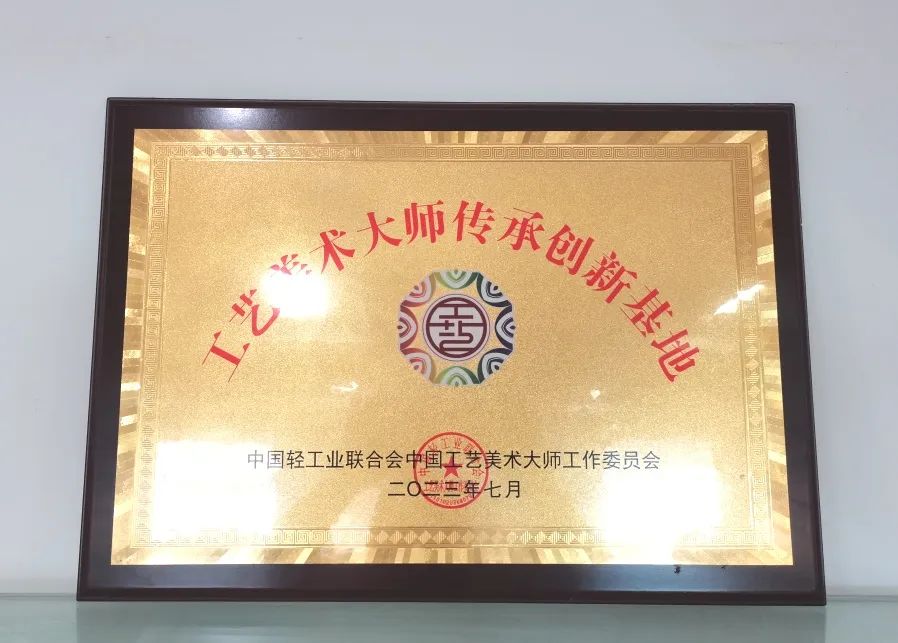 工艺美术大师传承创新基地
中国轻工业联合会中国工艺美术大师工作委员会
二〇二三年七月